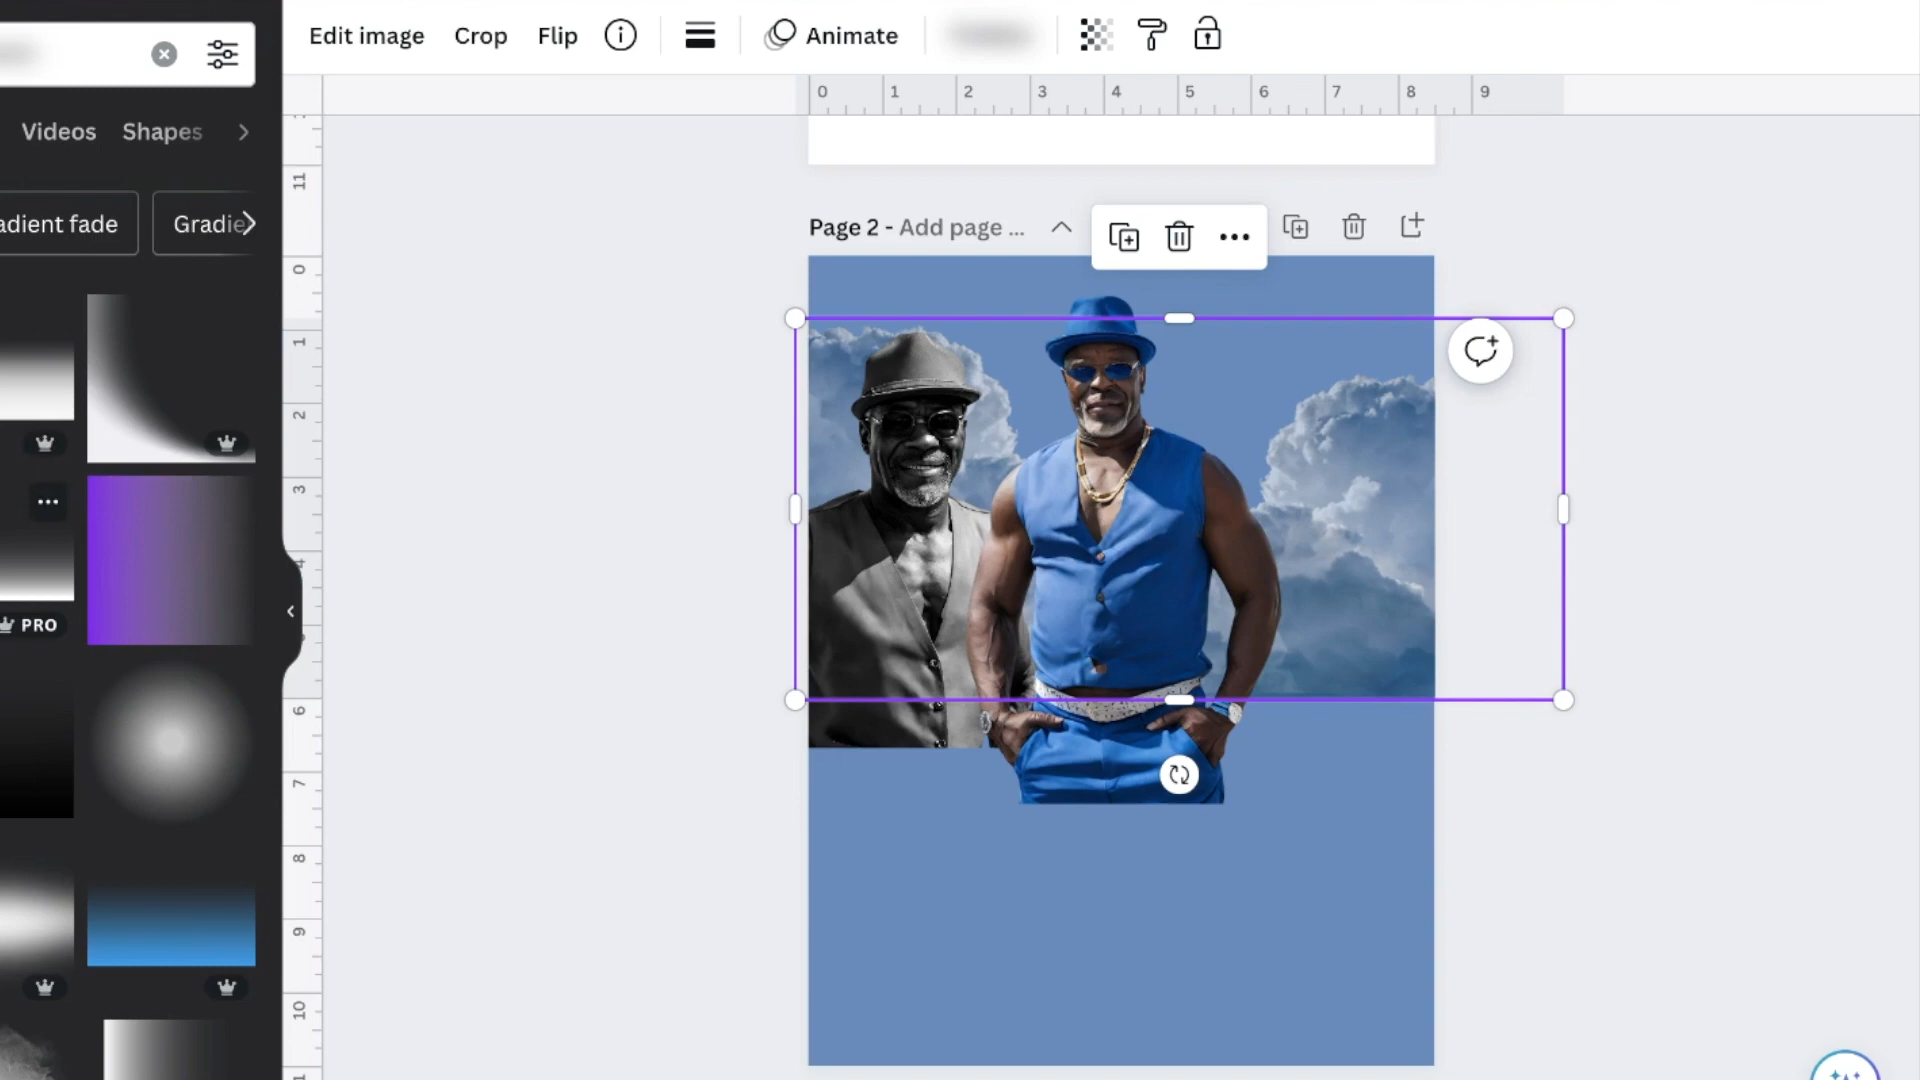 Edit image Crop Flip Animate
Videos Shapes
adient fade Gradie
0 1 2 3 4 5 6 7 8 9
Page 2 - Add page ...
PRO
11
0
1
2
3
4
6
7
8
9
10